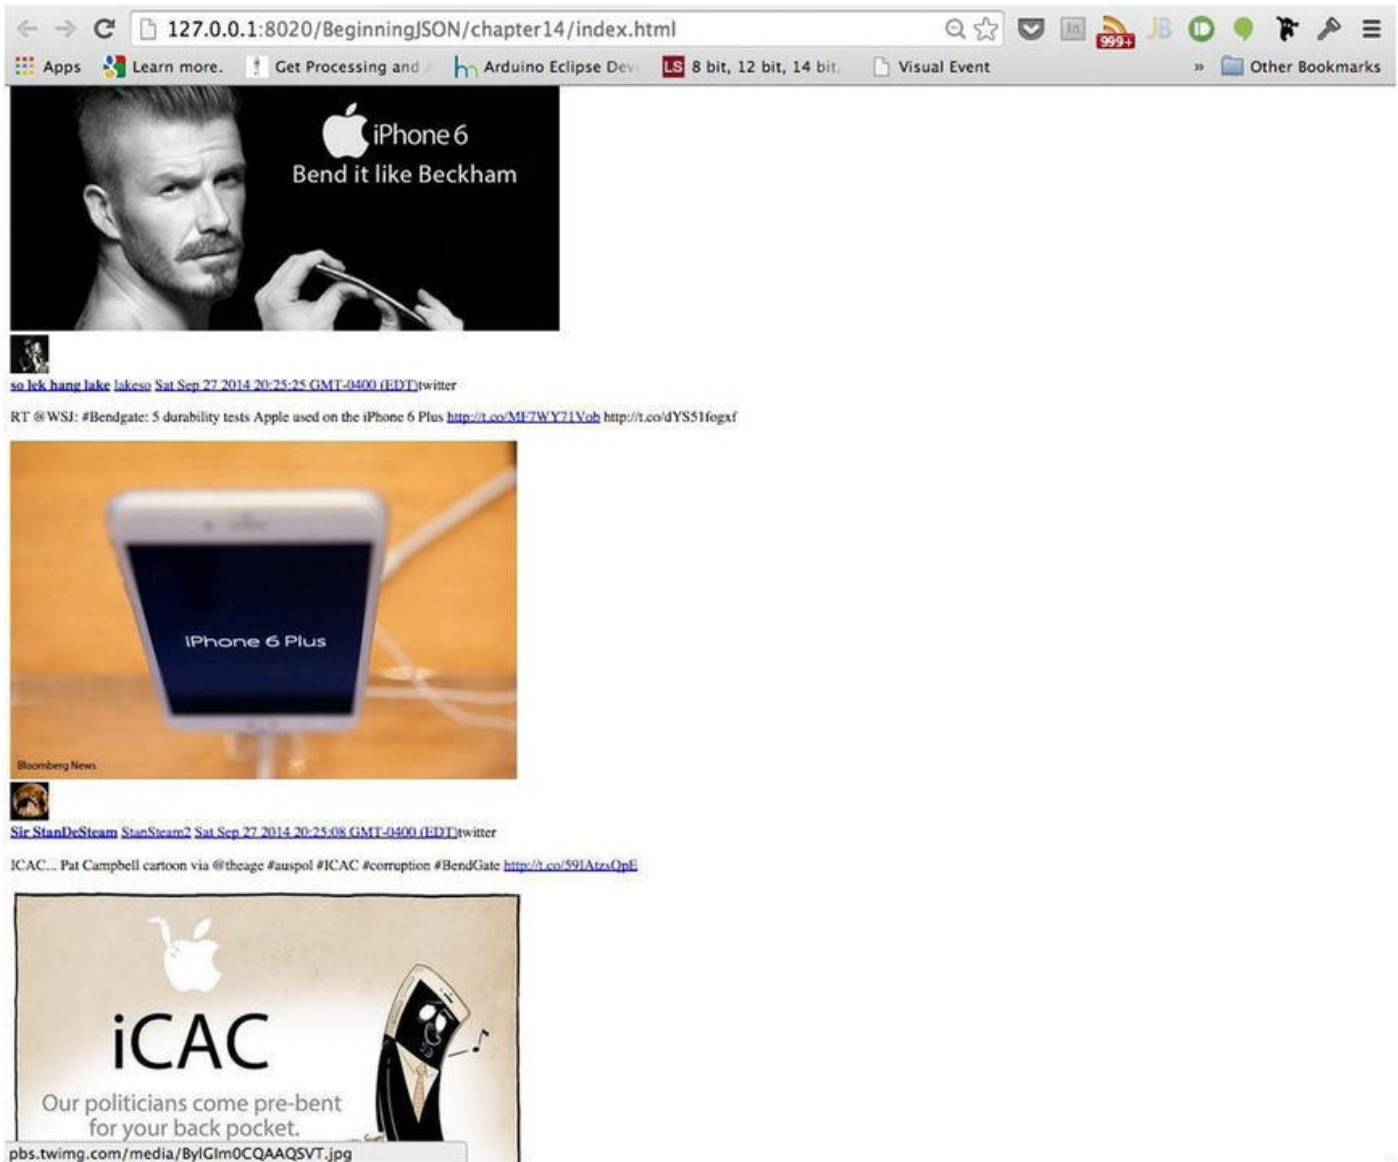 127.0.0.1:8020/BeginningJSON/chapter14/index.html
in
999+
JB
Apps
Learn more.
Get Processing and
Arduino Eclipse Dev
LS
8 bit, 12 bit, 14 bit,
Visual Event
»
Other Bookmarks
iPhone 6
Bend it like Beckham
so lek hang lake lakeso Sat Sep 27 2014 20:25:25 GMT-0400 (EDT)twitter
RT @WSJ: #Bendgate: 5 durability tests Apple used on the iPhone 6 Plus http://t.co/MF7WY71Vob http://t.co/dYS51fogxf
iPhone 6 Plus
Bloomberg News
Sir StanDeSteam StanSteam2 Sat Sep 27 2014 20:25:08 GMT-0400 (EDT)twitter
ICAC... Pat Campbell cartoon via @theage #auspol #ICAC #corruption #BendGate
iCAC
Our politicians come pre-bent
for your back pocket.
pbs.twimg.com/media/BylGIm0CQAAQSVT.jpg